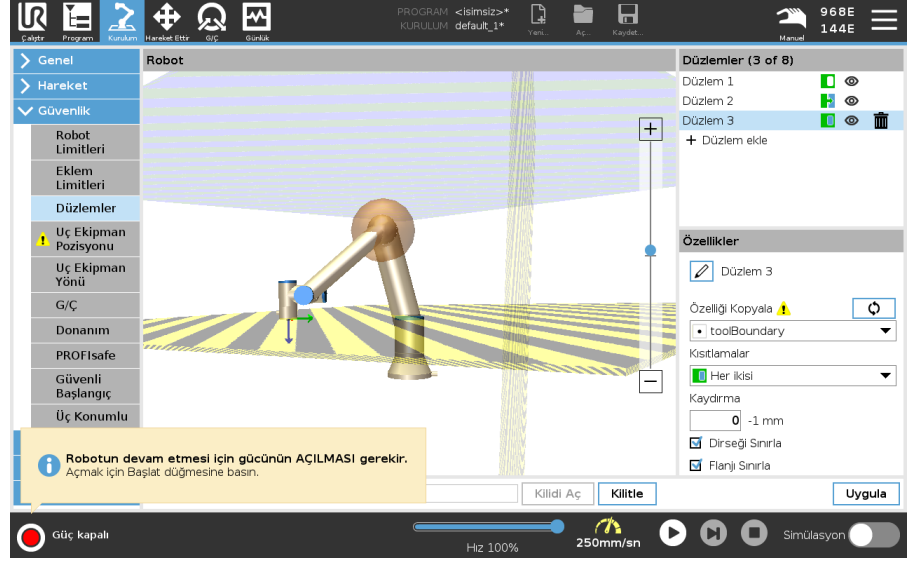 UR
PROGRAM <isimsiz>*
KURULUM default_1*
968E
144E
Çalıştır
Program
Kurulum
Hareket Ettir
G/Ç
Günlük
Yeni...
Aç...
Kaydet...
Manuel
Genel
Hareket
Güvenlik
Robot
Limitleri
Eklem
Limitleri
Düzlemler
Uç Ekipman
Pozisyonu
Uç Ekipman
Yönü
G/Ç
Donanım
PROFIsafe
Güvenli
Başlangıç
Üç Konumlu
Robot
Düzlemler (3 of 8)
Düzlem 1
Düzlem 2
Düzlem 3
+ Düzlem ekle
Özellikler
Düzlem 3
Özelliği Kopyala
toolBoundary
Kısıtlamalar
Her ikisi
Kaydırma
0 -1 mm
Dirseği Sınırla
Flanjı Sınırla
Robotun devam etmesi için gücünün AÇILMASI gerekir.
Açmak için Başlat düğmesine basın.
Kilidi Aç
Kilitle
Uygula
Güç kapalı
Hız 100%
250mm/sn
Simülasyon